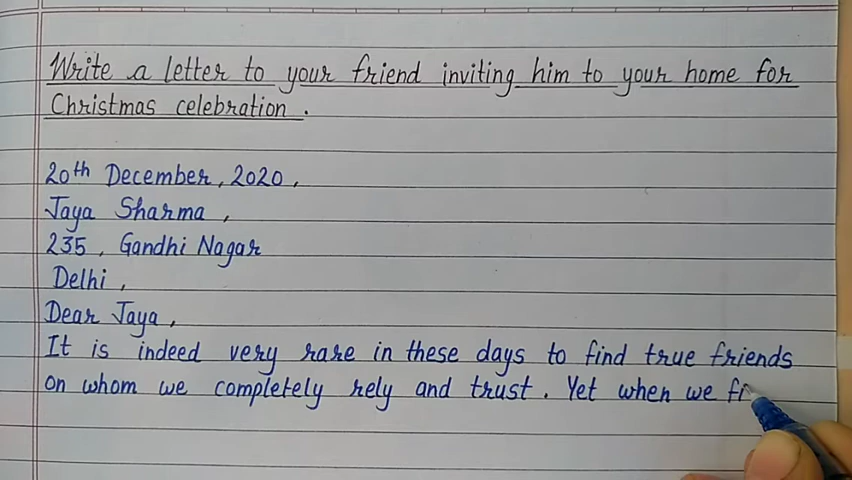 Write a letter to your friend inviting him to your home for
Christmas celebration .
20th December, 2020 ,
Jaya Sharma ,
235 , Gandhi Nagar
Delhi ,
Dear Jaya ,
It is indeed very rare in these days to find true friends
on whom we completely rely and trust . Yet when we fi